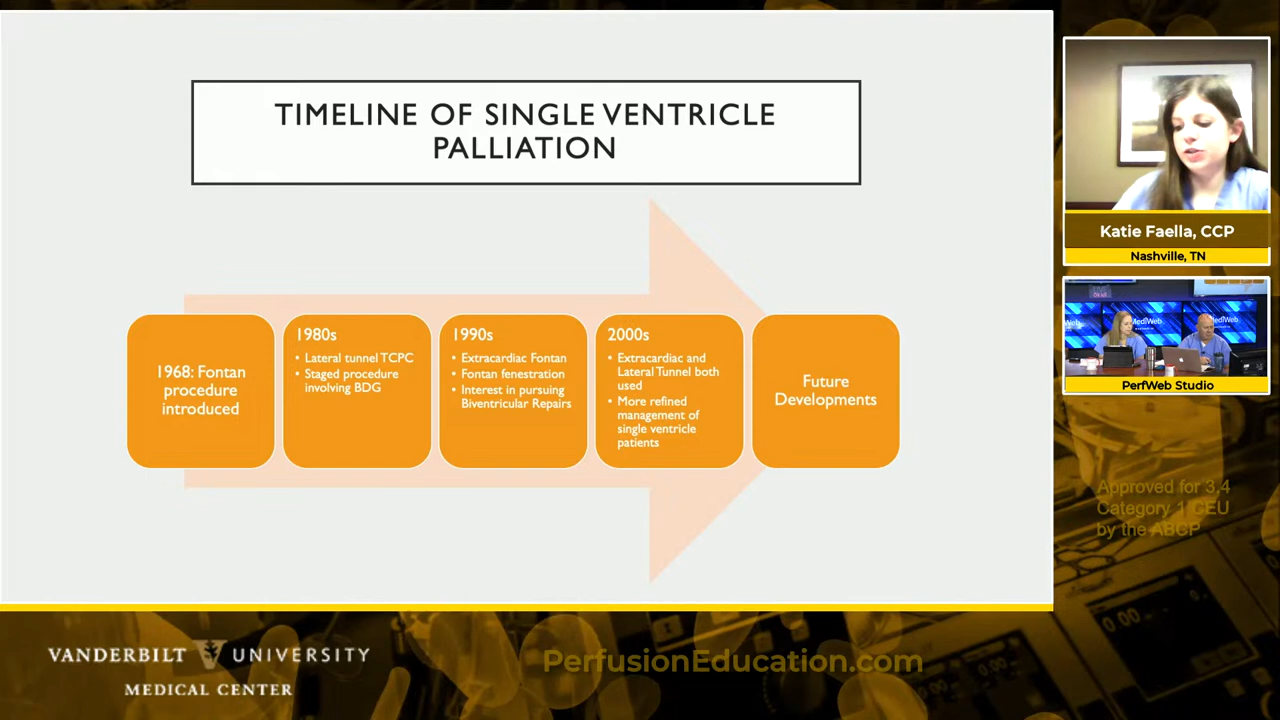 TIMELINE OF SINGLE VENTRICLE
PALLIATION
1968: Fontan
procedure
introduced
1980s
• Lateral tunnel TCPC
• Staged procedure
involving BDG
1990s
• Extracardiac Fontan
• Fontan fenestration
• Interest in pursuing
Biventricular Repairs
2000s
• Extracardiac and
Lateral Tunnel both
used
• More refined
management of
single ventricle
patients
Future
Developments
Katie Faella, CCP
Nashville, TN
MediWeb
PerfWeb Studio
Approved for 3.4
Category 1 CEU
by the ABCP
VANDERBILT UNIVERSITY
MEDICAL CENTER
PerfusionEducation.com